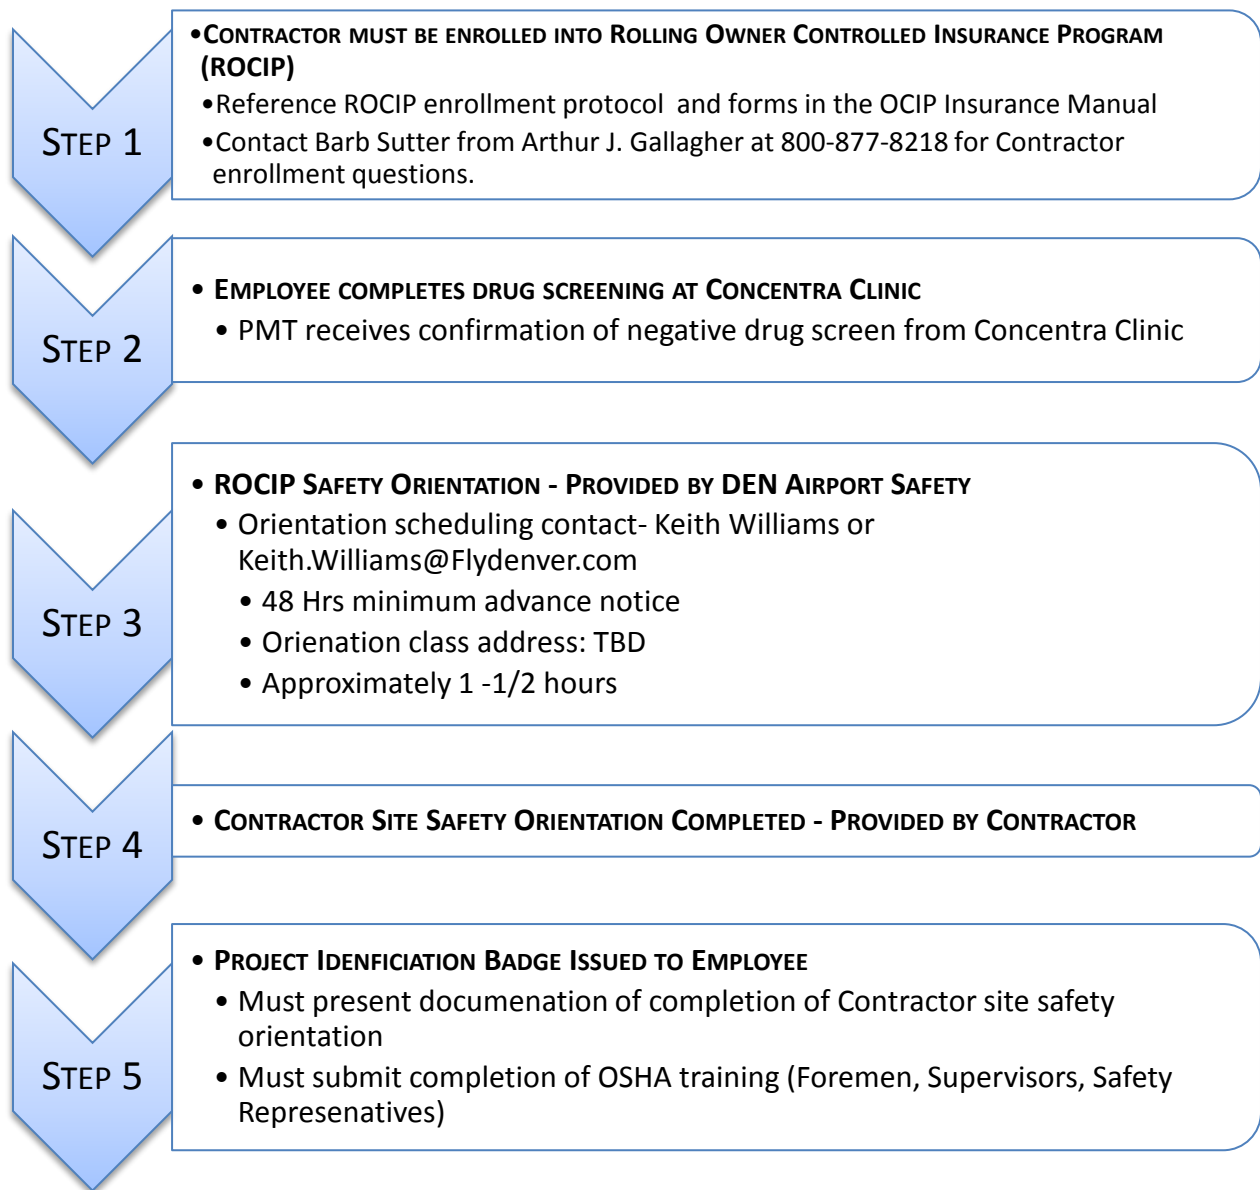 STEP 1
•CONTRACTOR MUST BE ENROLLED INTO ROLLING OWNER CONTROLLED INSURANCE PROGRAM
(ROCIP)
•Reference ROCIP enrollment protocol  and forms in the OCIP Insurance Manual
•Contact Barb Sutter from Arthur J. Gallagher at 800-877-8218 for Contractor
enrollment questions.
STEP 2
• EMPLOYEE COMPLETES DRUG SCREENING AT CONCENTRA CLINIC
• PMT receives confirmation of negative drug screen from Concentra Clinic
STEP 3
• ROCIP SAFETY ORIENTATION - PROVIDED BY DEN AIRPORT SAFETY
• Orientation scheduling contact- Keith Williams or
Keith.Williams@Flydenver.com
• 48 Hrs minimum advance notice
• Orienation class address: TBD
• Approximately 1 -1/2 hours
STEP 4
• CONTRACTOR SITE SAFETY ORIENTATION COMPLETED - PROVIDED BY CONTRACTOR
STEP 5
• PROJECT IDENFICIATION BADGE ISSUED TO EMPLOYEE
• Must present documenation of completion of Contractor site safety
orientation
• Must submit completion of OSHA training (Foremen, Supervisors, Safety
Represenatives)